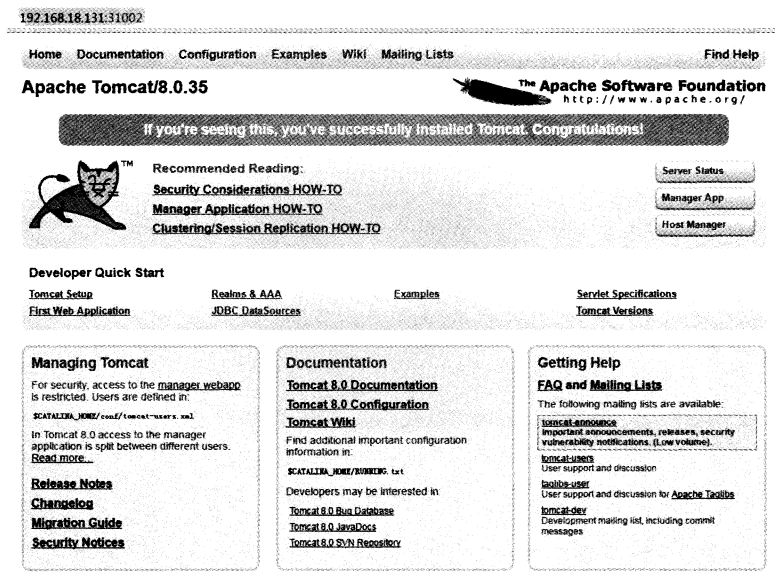 192.168.18.131:31002
Home Documentation Configuration Examples Wiki Mailing Lists Find Help
Apache Tomcat/8.0.35
The Apache Software Foundation
http://www.apache.org/
If you're seeing this, you've successfully installed Tomcat. Congratulations!
TM
Recommended Reading:
Security Considerations HOW-TO
Manager Application HOW-TO
Clustering/Session Replication HOW-TO
Server Status
Manager App
Host Manager
Developer Quick Start
Tomcat Setup
First Web Application
Realms & AAA
JDBC DataSources
Examples
Servlet Specifications
Tomcat Versions
Managing Tomcat
For security, access to the manager webapp
is restricted. Users are defined in:
$CATALINA_HOME/conf/tomcat-users.xml
In Tomcat 8.0 access to the manager
application is split between different users.
Read more...
Release Notes
Changelog
Migration Guide
Security Notices
Documentation
Tomcat 8.0 Documentation
Tomcat 8.0 Configuration
Tomcat Wiki
Find additional important configuration
information in:
$CATALINA_HOME/RUNNING.txt
Developers may be interested in:
Tomcat 8.0 Bug Database
Tomcat 8.0 JavaDocs
Tomcat 8.0 SVN Repository
Getting Help
FAQ and Mailing Lists
The following mailing lists are available:
tomcat-announce
Important announcements, releases, security
vulnerability notifications. (Low volume).
tomcat-users
User support and discussion
taglibs-user
User support and discussion for Apache Taglibs
tomcat-dev
Development mailing list, including commit
messages